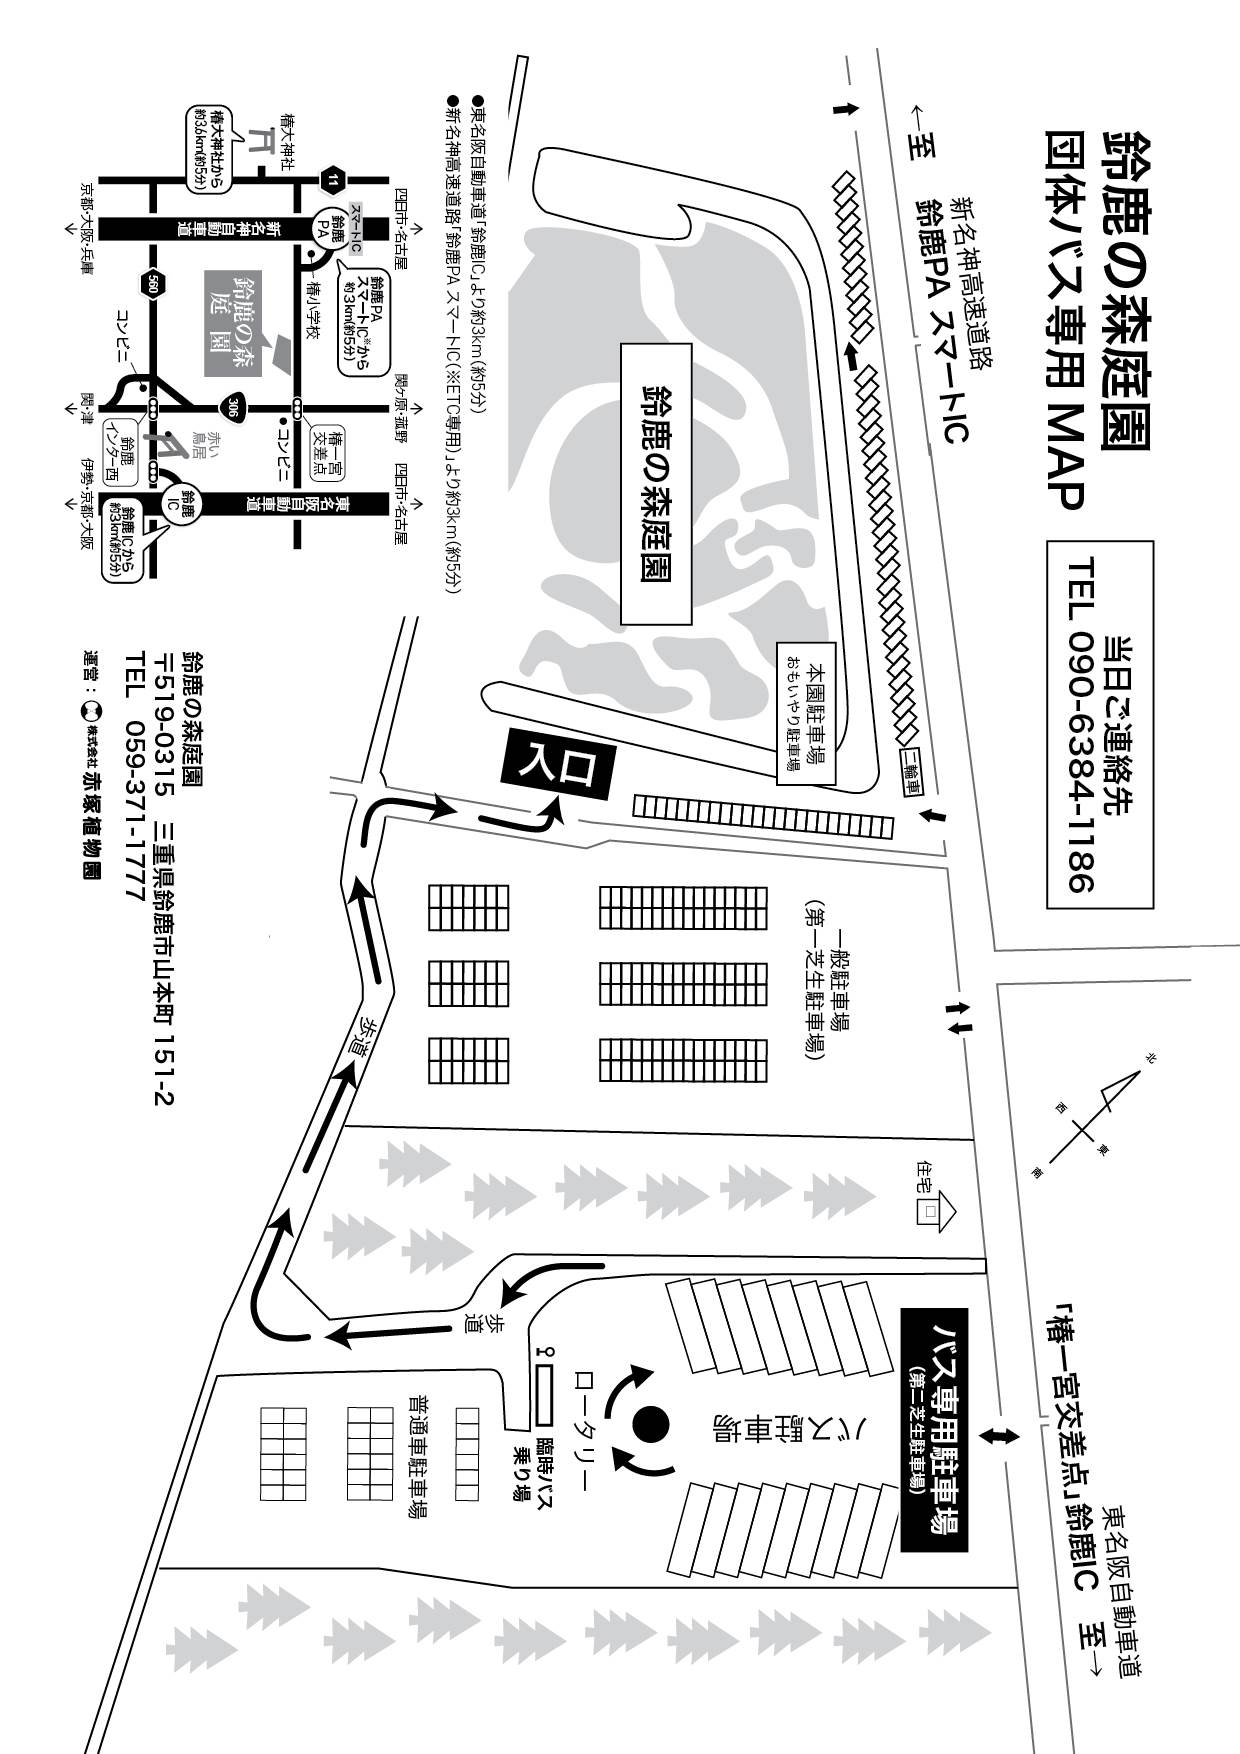 鈴鹿の森庭園
団体バス専用 MAP
当日ご連絡先
TEL 090-6384-1186
←至
新名神高速道路
鈴鹿PA スマートIC
東名阪自動車道
「椿一宮交差点」鈴鹿IC 至→
北
西
東
南
二輪車
本園駐車場
おもいやり駐車場
鈴鹿の森庭園
入口
一般駐車場
(第一芝生駐車場)
住宅
バス専用駐車場
(第二芝生駐車場)
バス駐車場
ロータリー
臨時バス
乗り場
歩道
歩道
普通車駐車場
●東名阪自動車道「鈴鹿IC」より約3km(約5分)
●新名神高速道路「鈴鹿PA スマートIC(※ETC専用)」より約3km(約5分)
四日市・名古屋
関ヶ原・菰野
四日市・名古屋
椿大神社
椿大神社から
約3.6km(約5分)
11
スマートIC
鈴鹿
PA
鈴鹿PA
スマートIC※から
約3km(約5分)
椿小学校
新名神自動車道
鈴鹿の森
庭園
椿一宮
交差点
コンビニ
306
560
コンビニ
赤い
鳥居
鈴鹿
インター西
鈴鹿
IC
東名阪自動車道
鈴鹿ICから
約3km(約5分)
京都・大阪・兵庫
関・津
伊勢・京都・大阪
鈴鹿の森庭園
〒519-0315 三重県鈴鹿市山本町 151-2
TEL 059-371-1777
運営: 株式会社 赤塚植物園